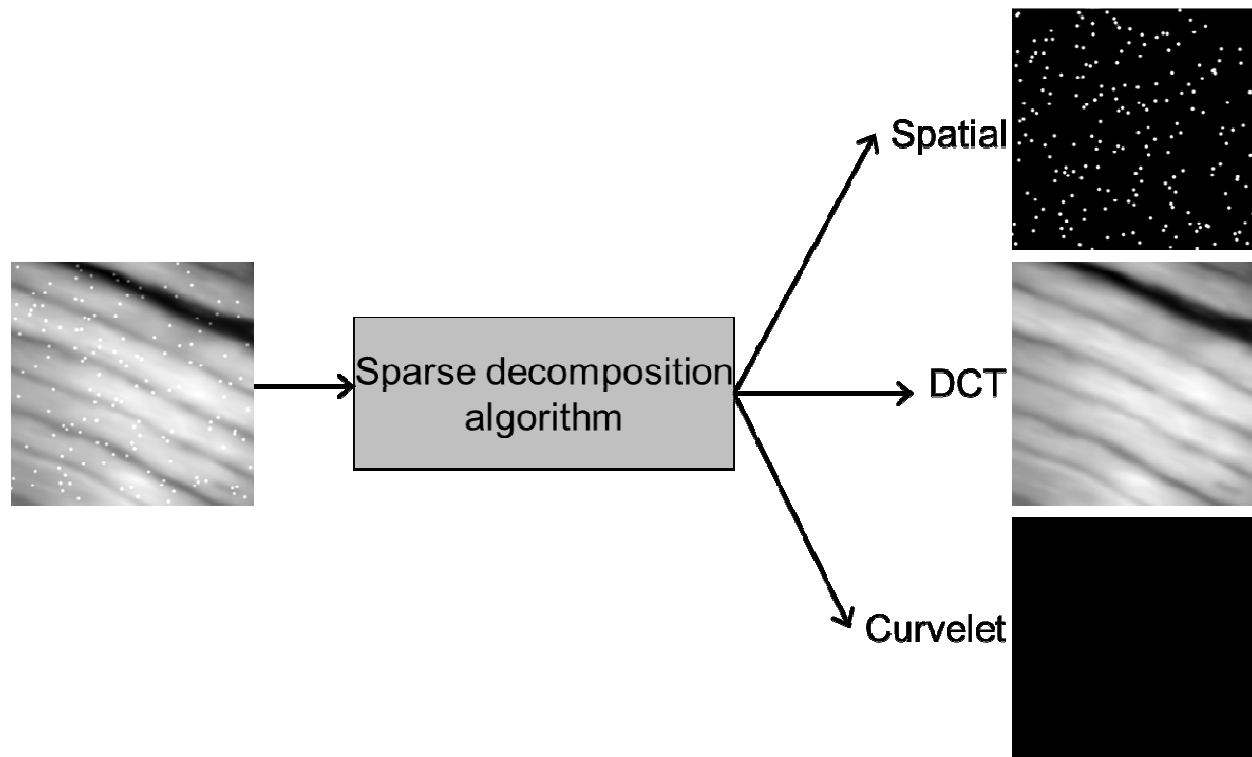 Spatial
Sparse decomposition
algorithm
DCT
Curvelet